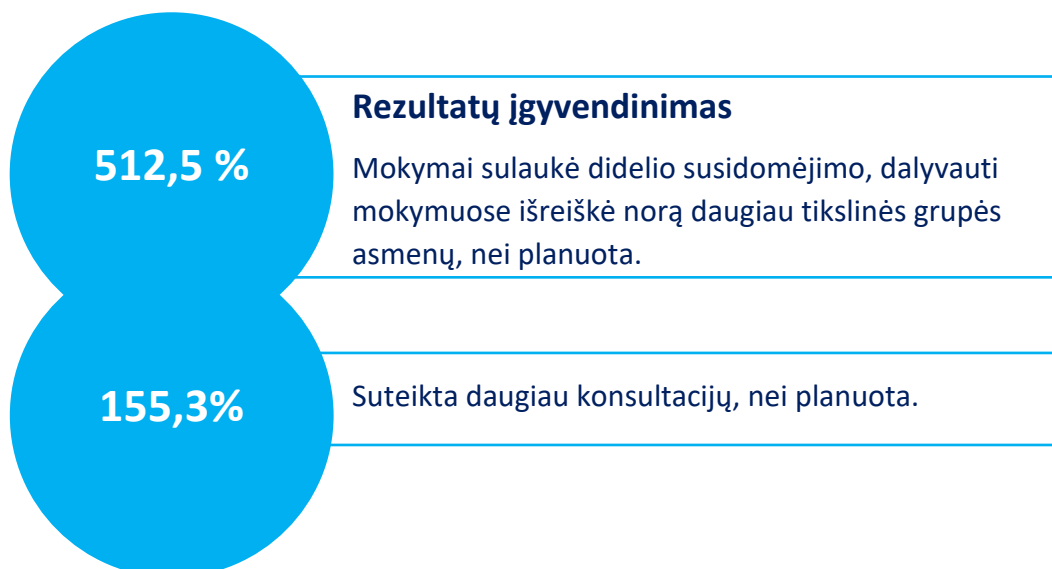 512,5 %
Rezultatų įgyvendinimas
Mokymai sulaukė didelio susidomėjimo, dalyvauti
mokymuose išreiškė norą daugiau tikslinės grupės
asmenų, nei planuota.
155,3%
Suteikta daugiau konsultacijų, nei planuota.